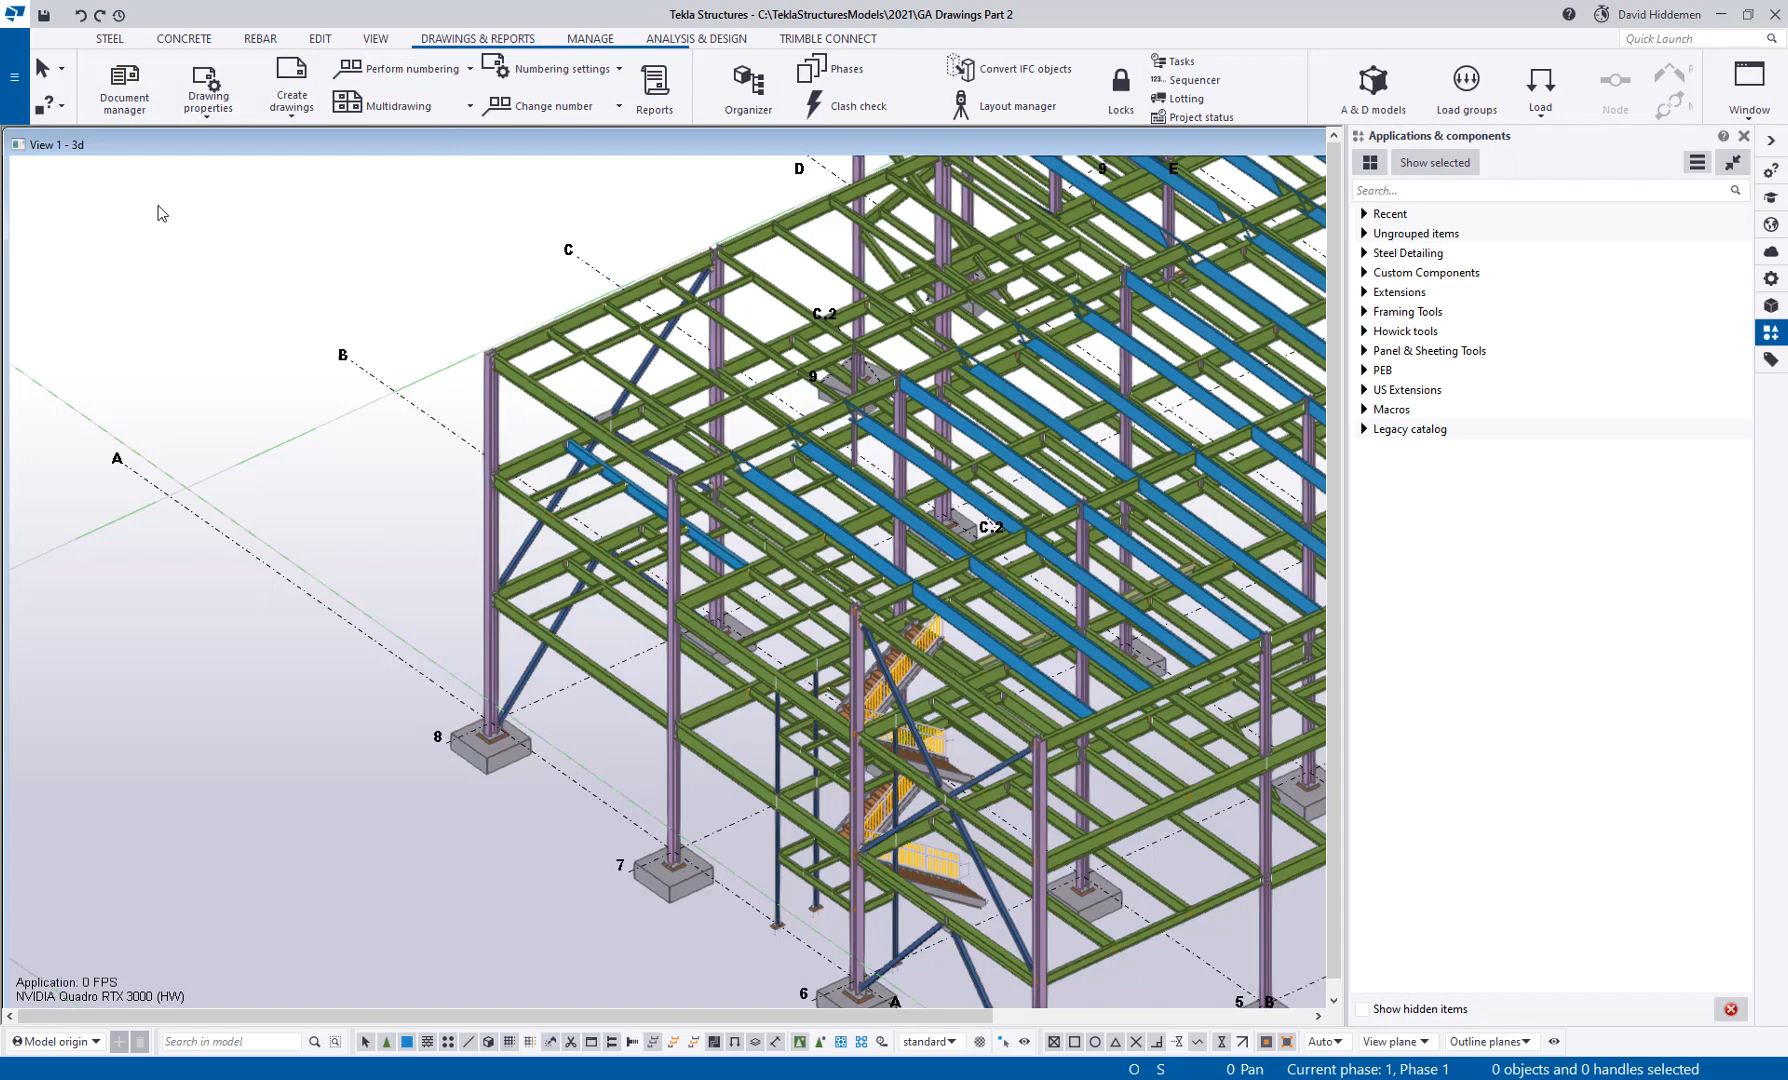 Tekla Structures - C:\TeklaStructuresModels\2021\GA Drawings Part 2
David Hiddemen
STEEL CONCRETE REBAR EDIT VIEW DRAWINGS & REPORTS MANAGE ANALYSIS & DESIGN TRIMBLE CONNECT
Quick Launch
Document manager
Drawing properties
Create drawings
Perform numbering
Multidrawing
Numbering settings
Change number
Reports
Organizer
Phases
Clash check
Convert IFC objects
Layout manager
Locks
Tasks
Sequencer
Lotting
Project status
A & D models
Load groups
Load
Node
Window
View 1 - 3d
Applications & components
Show selected
Search...
Recent
Ungrouped items
Steel Detailing
Custom Components
Extensions
Framing Tools
Howick tools
Panel & Sheeting Tools
PEB
US Extensions
Macros
Legacy catalog
Show hidden items
D
9
E
C
C.2
B
9
A
C.2
8
7
6
A
5
B
Application: 0 FPS
NVIDIA Quadro RTX 3000 (HW)
Model origin
Search in model
standard
Auto
View plane
Outline planes
O S 0 Pan Current phase: 1, Phase 1 0 objects and 0 handles selected